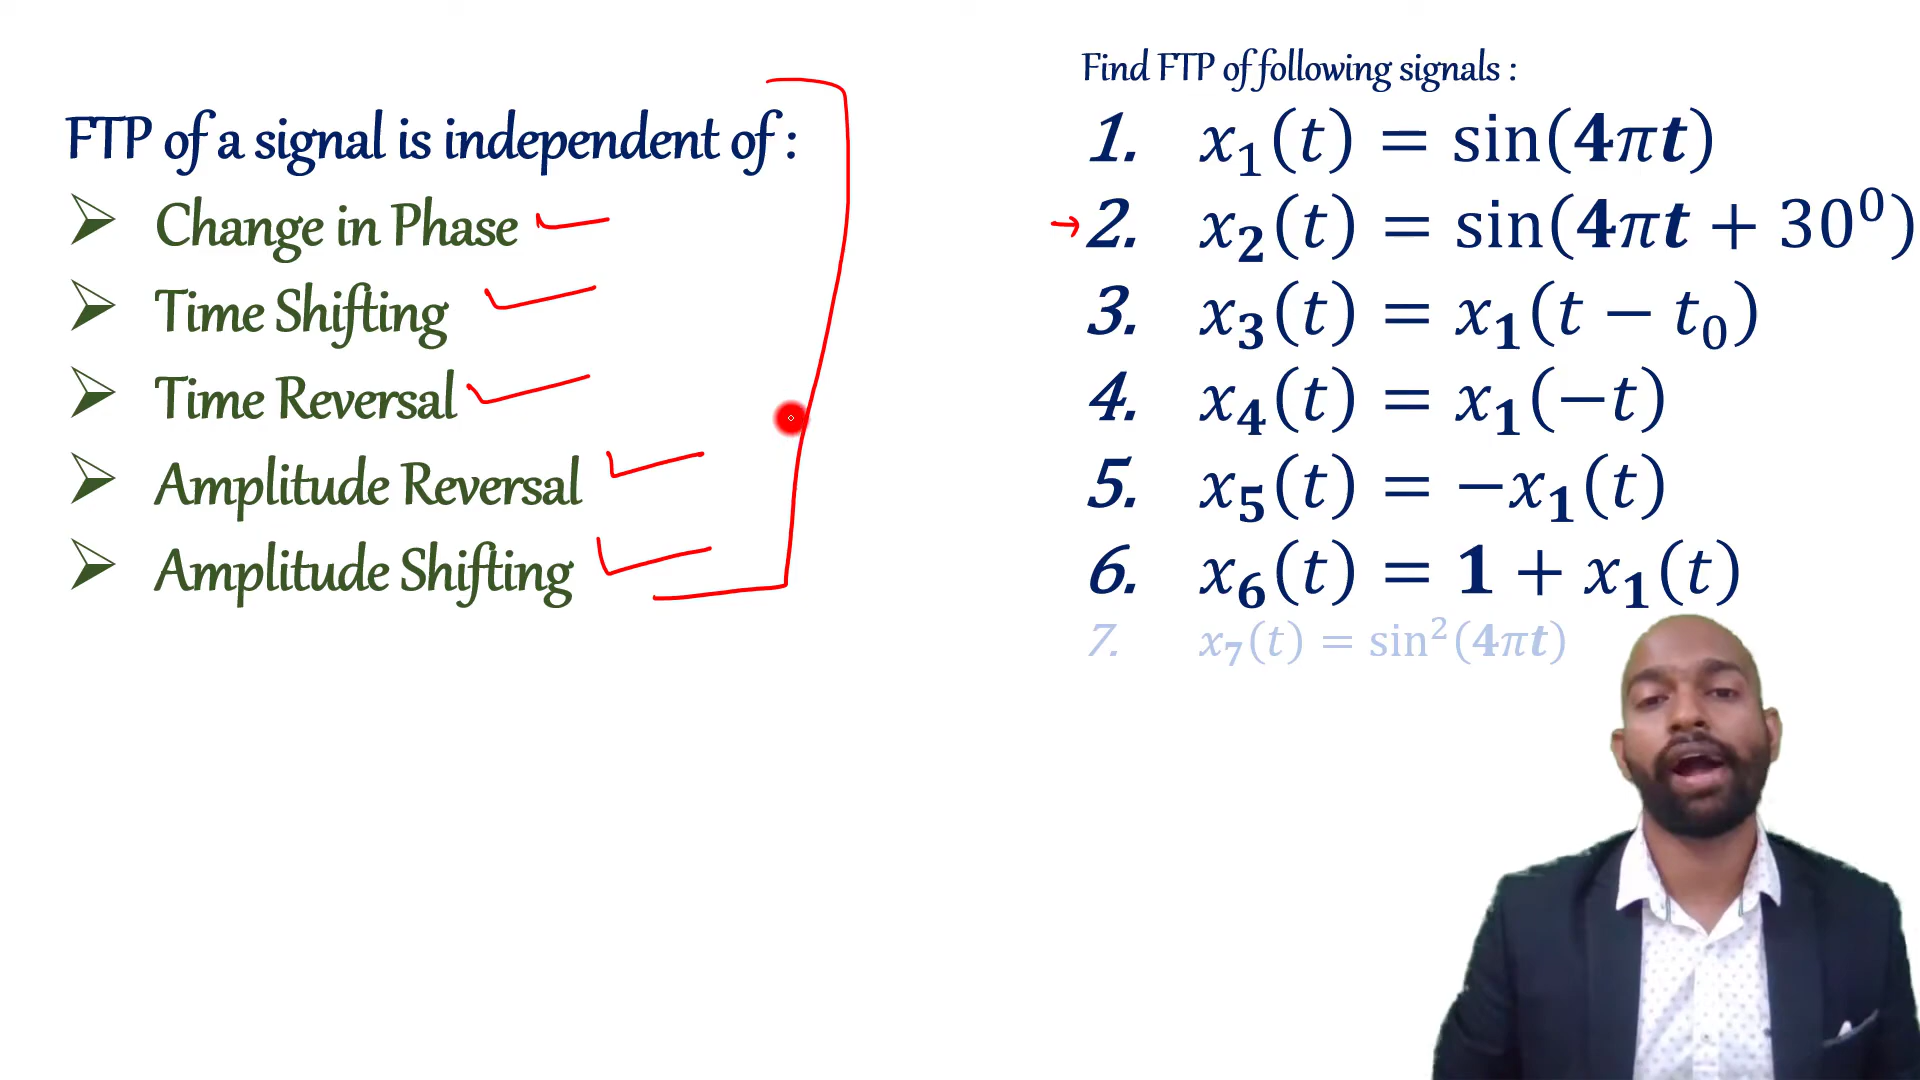 FTP of a signal is independent of :
➢ Change in Phase
➢ Time Shifting
➢ Time Reversal
➢ Amplitude Reversal
➢ Amplitude Shifting
Find FTP of following signals :
1. x₁(t) = sin(4πt)
2. x₂(t) = sin(4πt + 30⁰)
3. x₃(t) = x₁(t − t₀)
4. x₄(t) = x₁(−t)
5. x₅(t) = −x₁(t)
6. x₆(t) = 1 + x₁(t)
7. x₇(t) = sin²(4πt)